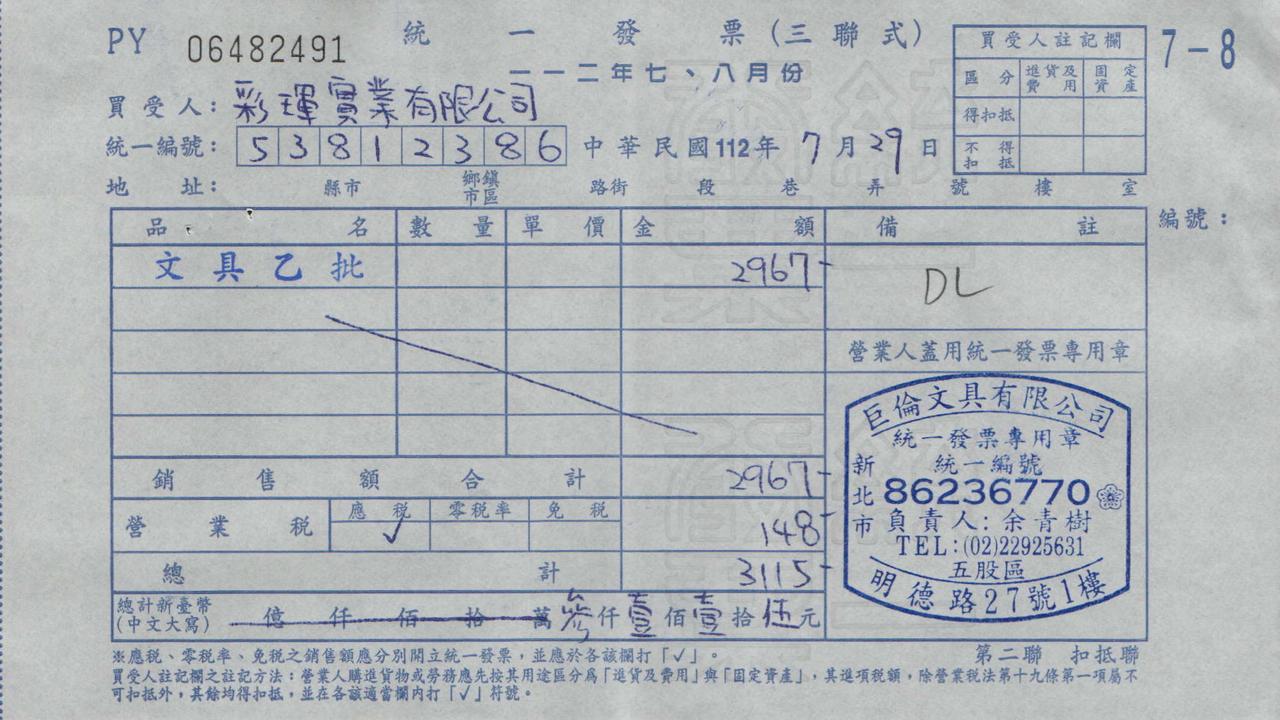 PY 06482491 統一發票(三聯式) 7-8
一一二年七、八月份
買受人註記欄
區分 進貨及費用 固定資產
得扣抵
不得扣抵
買受人：彩琿實業有限公司
統一編號：53812386 中華民國112年7月29日
地址： 縣市 鄉鎮市區 路街 段 巷 弄 號 樓 室
編號：
品名 數量 單價 金額 備註
文具乙批 2967- DL
營業人蓋用統一發票專用章
銷售額合計 2967-
營業稅 應稅 零稅率 免稅
✓ 148-
總計 3115-
總計新臺幣(中文大寫) 億仟佰拾萬參仟壹佰壹拾伍元
巨倫文具有限公司
統一發票專用章
統一編號
86236770
新北市
負責人：余青樹
TEL:(02)22925631
五股區
明德路27號1樓
※應稅、零稅率、免稅之銷售額應分別開立統一發票，並應於各該欄打「✓」。
第二聯 扣抵聯
買受人註記欄之註記方法：營業人購進貨物或勞務應先按其用途區分為「進貨及費用」與「固定資產」，其進項稅額，除營業稅法第十九條第一項屬不
可扣抵外，其餘均得扣抵，並在各該適當欄內打「✓」符號。